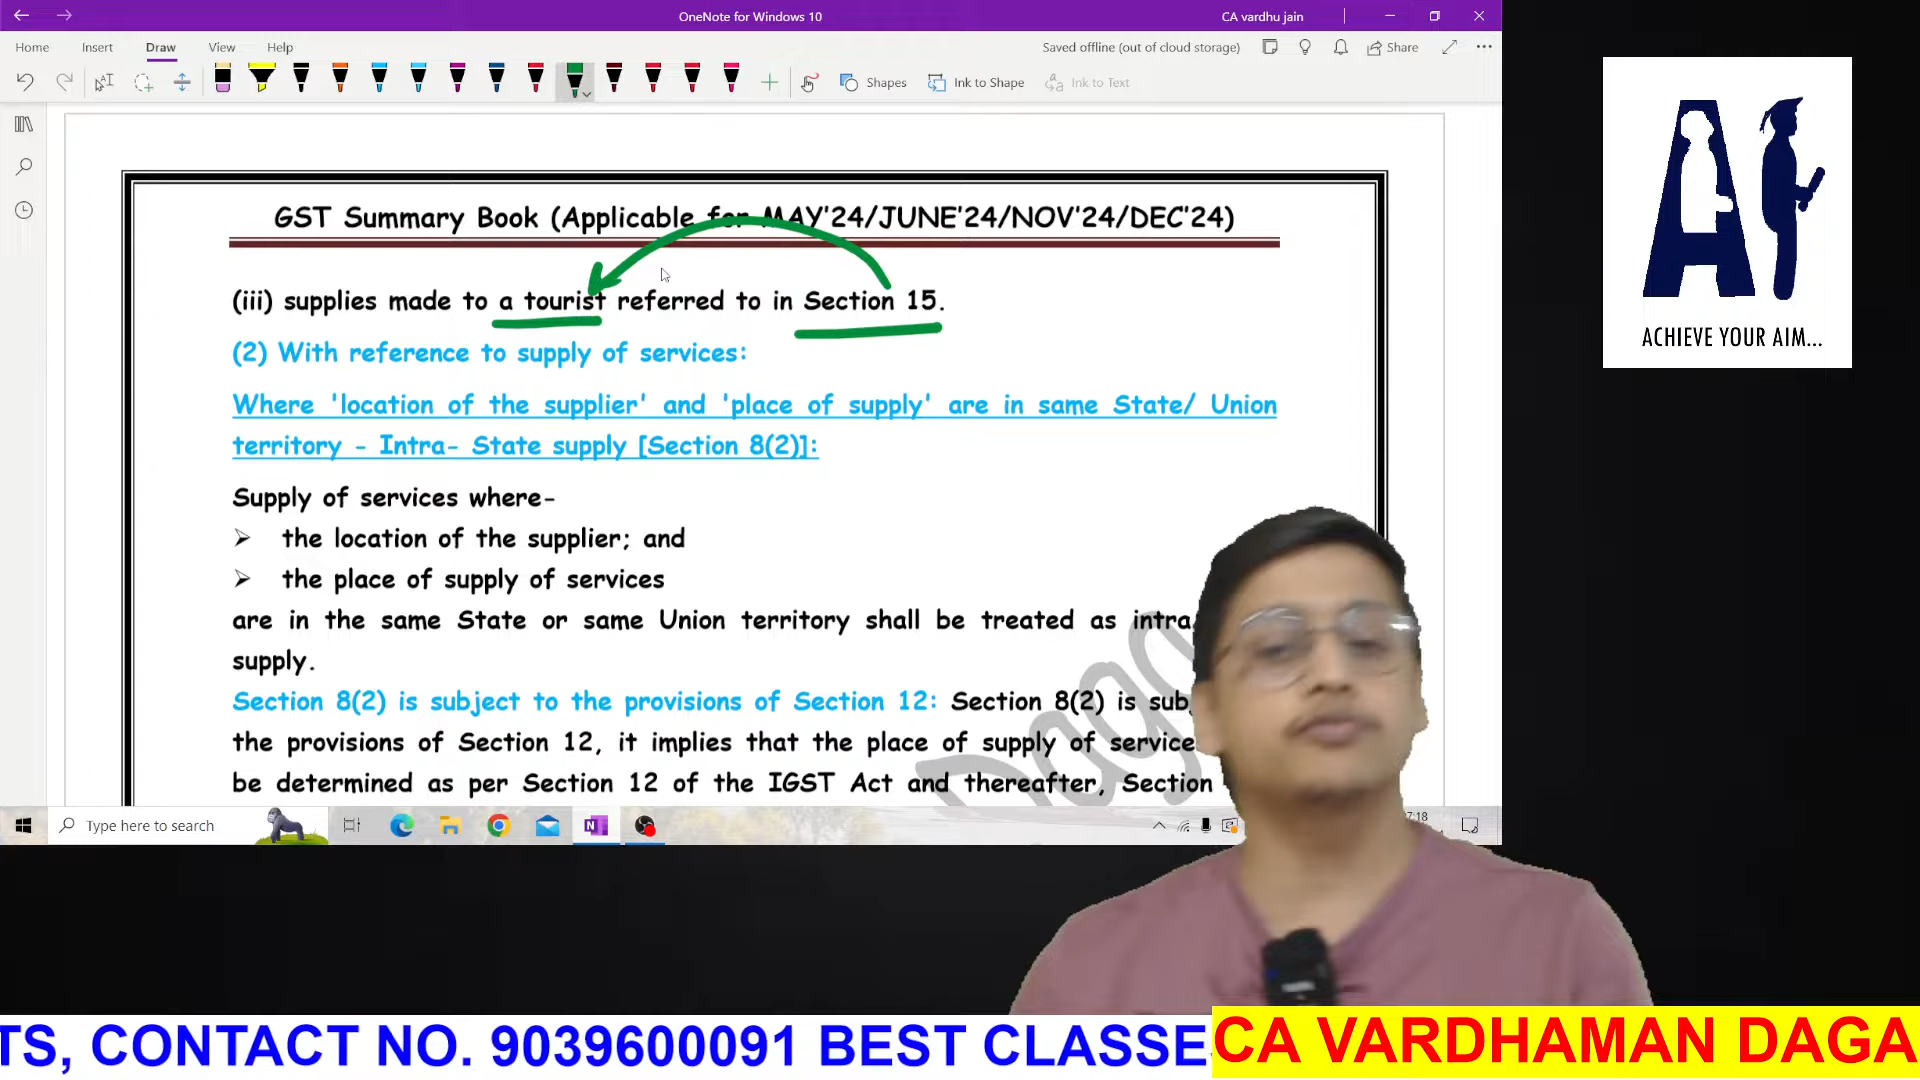 OneNote for Windows 10
CA vardhu jain
Home Insert Draw View Help
Saved offline (out of cloud storage)
Share
Shapes
Ink to Shape
Ink to Text
GST Summary Book (Applicable for MAY'24/JUNE'24/NOV'24/DEC'24)
(iii) supplies made to a tourist referred to in Section 15.
(2) With reference to supply of services:
Where 'location of the supplier' and 'place of supply' are in same State/ Union
territory - Intra- State supply [Section 8(2)]:
Supply of services where-
➢ the location of the supplier; and
➢ the place of supply of services
are in the same State or same Union territory shall be treated as intra
supply.
Section 8(2) is subject to the provisions of Section 12: Section 8(2) is
the provisions of Section 12, it implies that the place of supply of service
be determined as per Section 12 of the IGST Act and thereafter, Section
Daga
Type here to search
ACHIEVE YOUR AIM...
TS, CONTACT NO. 9039600091 BEST CLASSE
CA VARDHAMAN DAGA